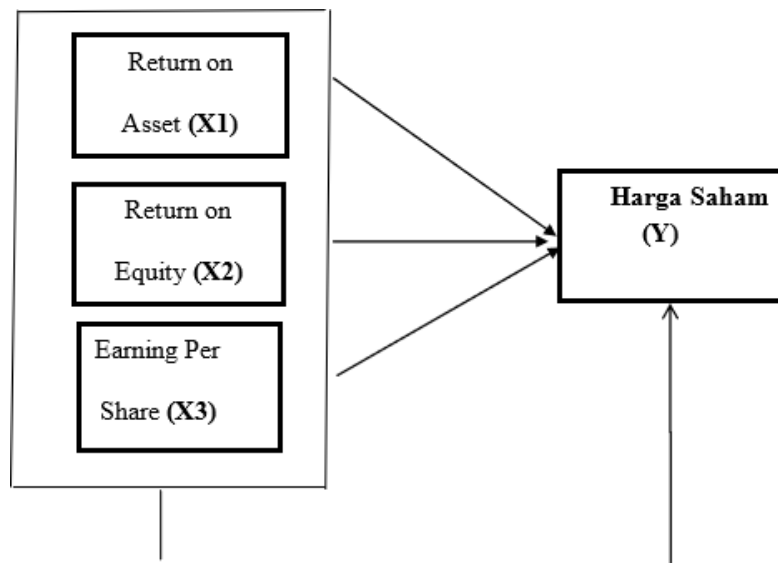 Return on
Asset (X1)
Return on
Equity (X2)
Earning Per
Share (X3)
Harga Saham
(Y)